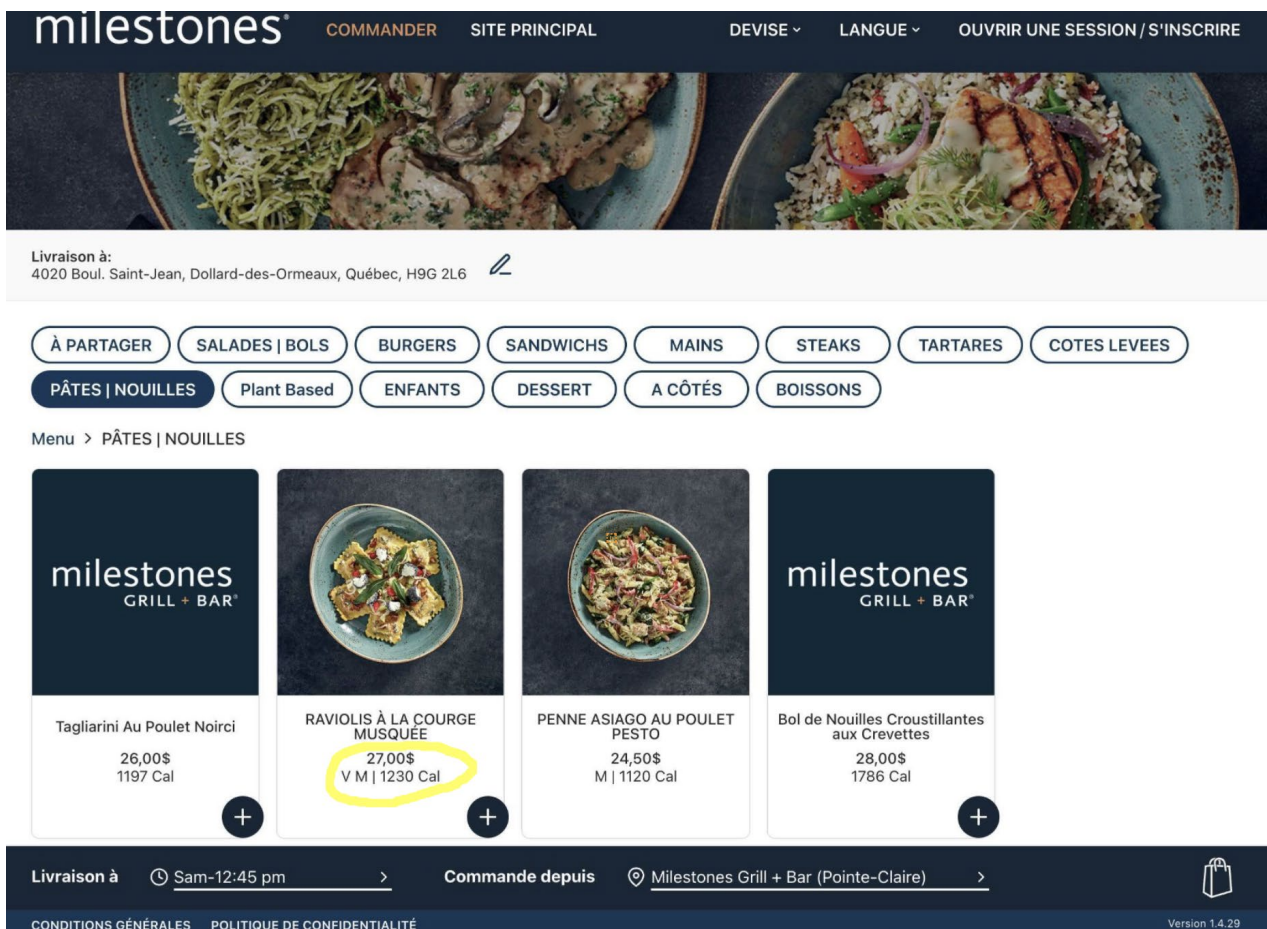 milestones®
COMMANDER
SITE PRINCIPAL
DEVISE
LANGUE
OUVRIR UNE SESSION / S'INSCRIRE
Livraison à:
4020 Boul. Saint-Jean, Dollard-des-Ormeaux, Québec, H9G 2L6
À PARTAGER
SALADES | BOLS
BURGERS
SANDWICHS
MAINS
STEAKS
TARTARES
COTES LEVEES
PÂTES | NOUILLES
Plant Based
ENFANTS
DESSERT
A CÔTÉS
BOISSONS
Menu > PÂTES | NOUILLES
milestones
GRILL + BAR®
Tagliarini Au Poulet Noirci
26,00$
1197 Cal
RAVIOLIS À LA COURGE
MUSQUÉE
27,00$
V M | 1230 Cal
PENNE ASIAGO AU POULET
PESTO
24,50$
M | 1120 Cal
milestones
GRILL + BAR®
Bol de Nouilles Croustillantes
aux Crevettes
28,00$
1786 Cal
Livraison à
Sam-12:45 pm
Commande depuis
Milestones Grill + Bar (Pointe-Claire)
CONDITIONS GÉNÉRALES
POLITIQUE DE CONFIDENTIALITÉ
Version 1.4.29